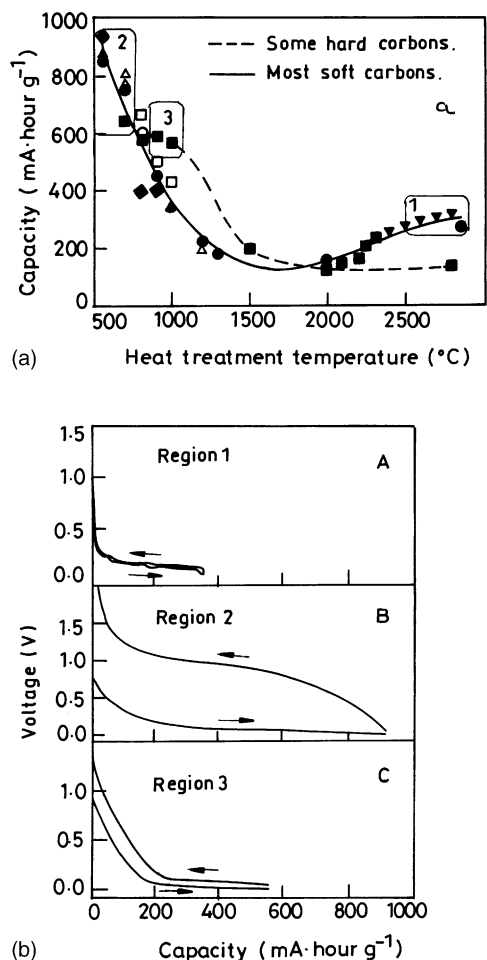 1000
2
Some hard corbons.
Most soft carbons.
800
a
600
3
400
1
200
0
500 1000 1500 2000 2500
Capacity (mA·hour g⁻¹)
(a) Heat treatment temperature (°C)
1.5
Region 1 A
1.0
0.5
0.0
Region 2 B
1.5
1.0
0.5
0.0
Region 3 C
1.0
0.5
0.0
0 200 400 600 800 1000
Voltage (V)
(b) Capacity (mA·hour g⁻¹)